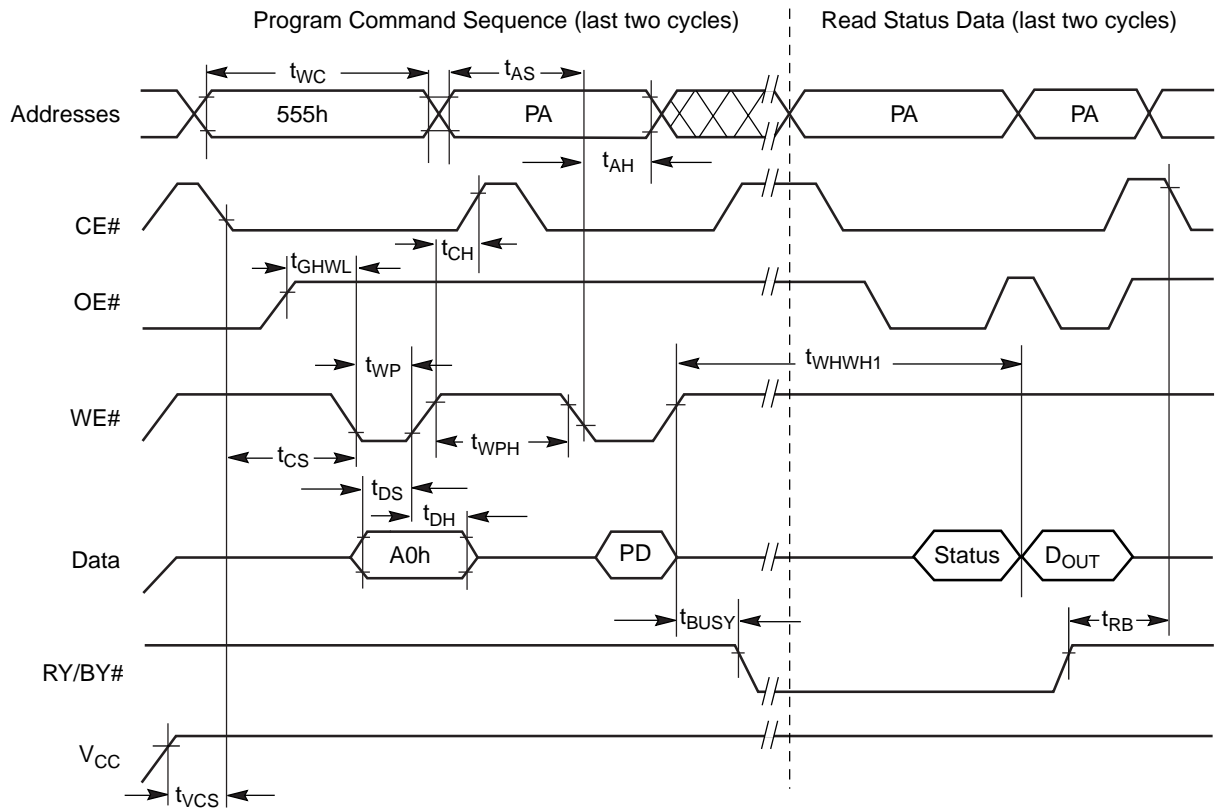 Program Command Sequence (last two cycles)
Read Status Data (last two cycles)
tWC
tAS
Addresses
555h
PA
PA
PA
tAH
CE#
tCH
tGHWL
OE#
tWP
tWHWH1
WE#
tWPH
tCS
tDS
tDH
Data
A0h
PD
Status
DOUT
tBUSY
tRB
RY/BY#
VCC
tVCS